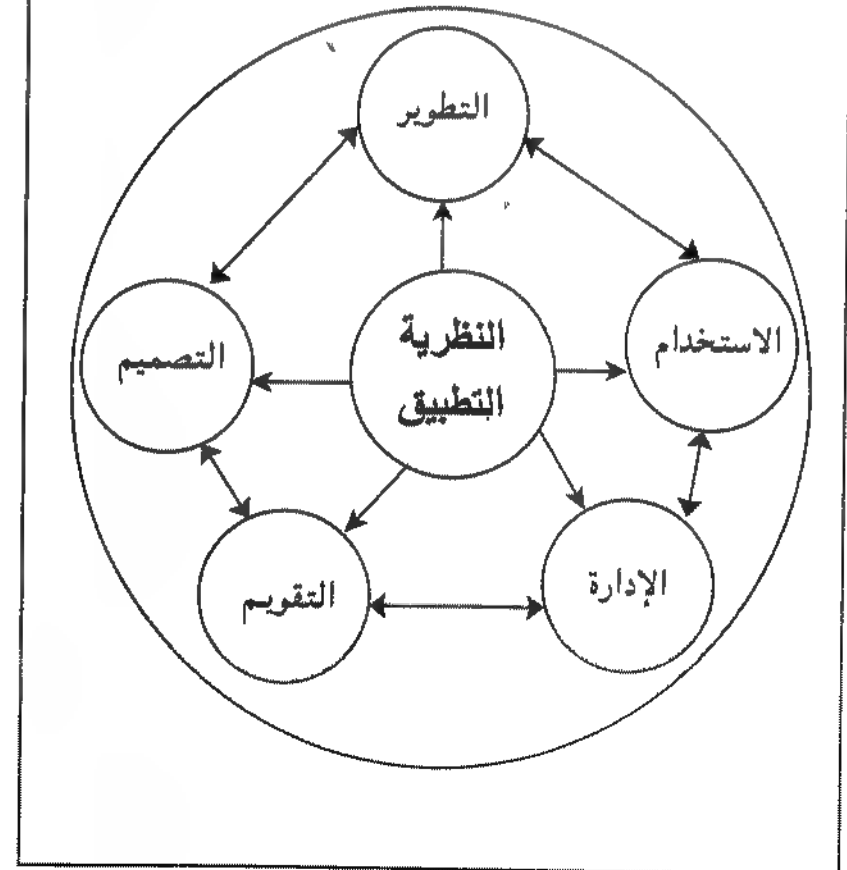 التطوير
الاستخدام
النظرية
التطبيق
التصميم
الإدارة
التقويم